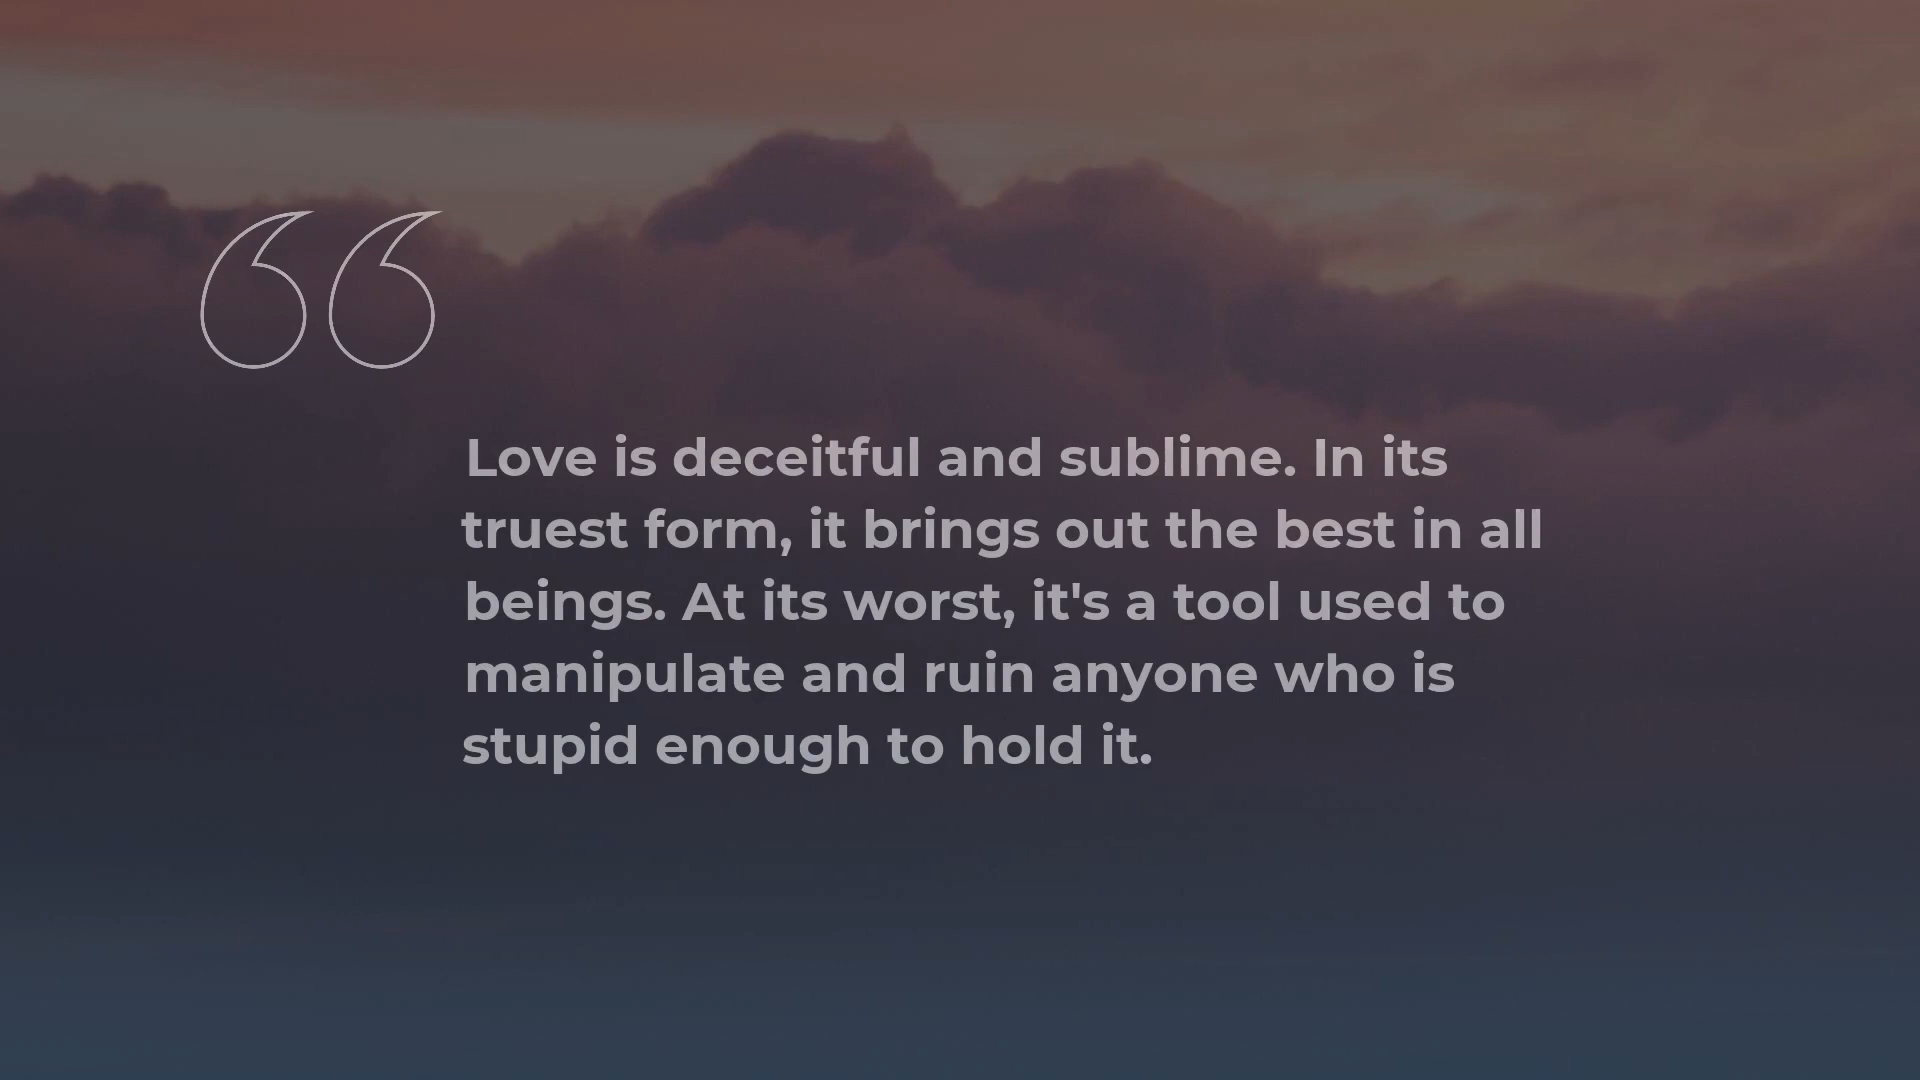 “
Love is deceitful and sublime. In its
truest form, it brings out the best in all
beings. At its worst, it's a tool used to
manipulate and ruin anyone who is
stupid enough to hold it.